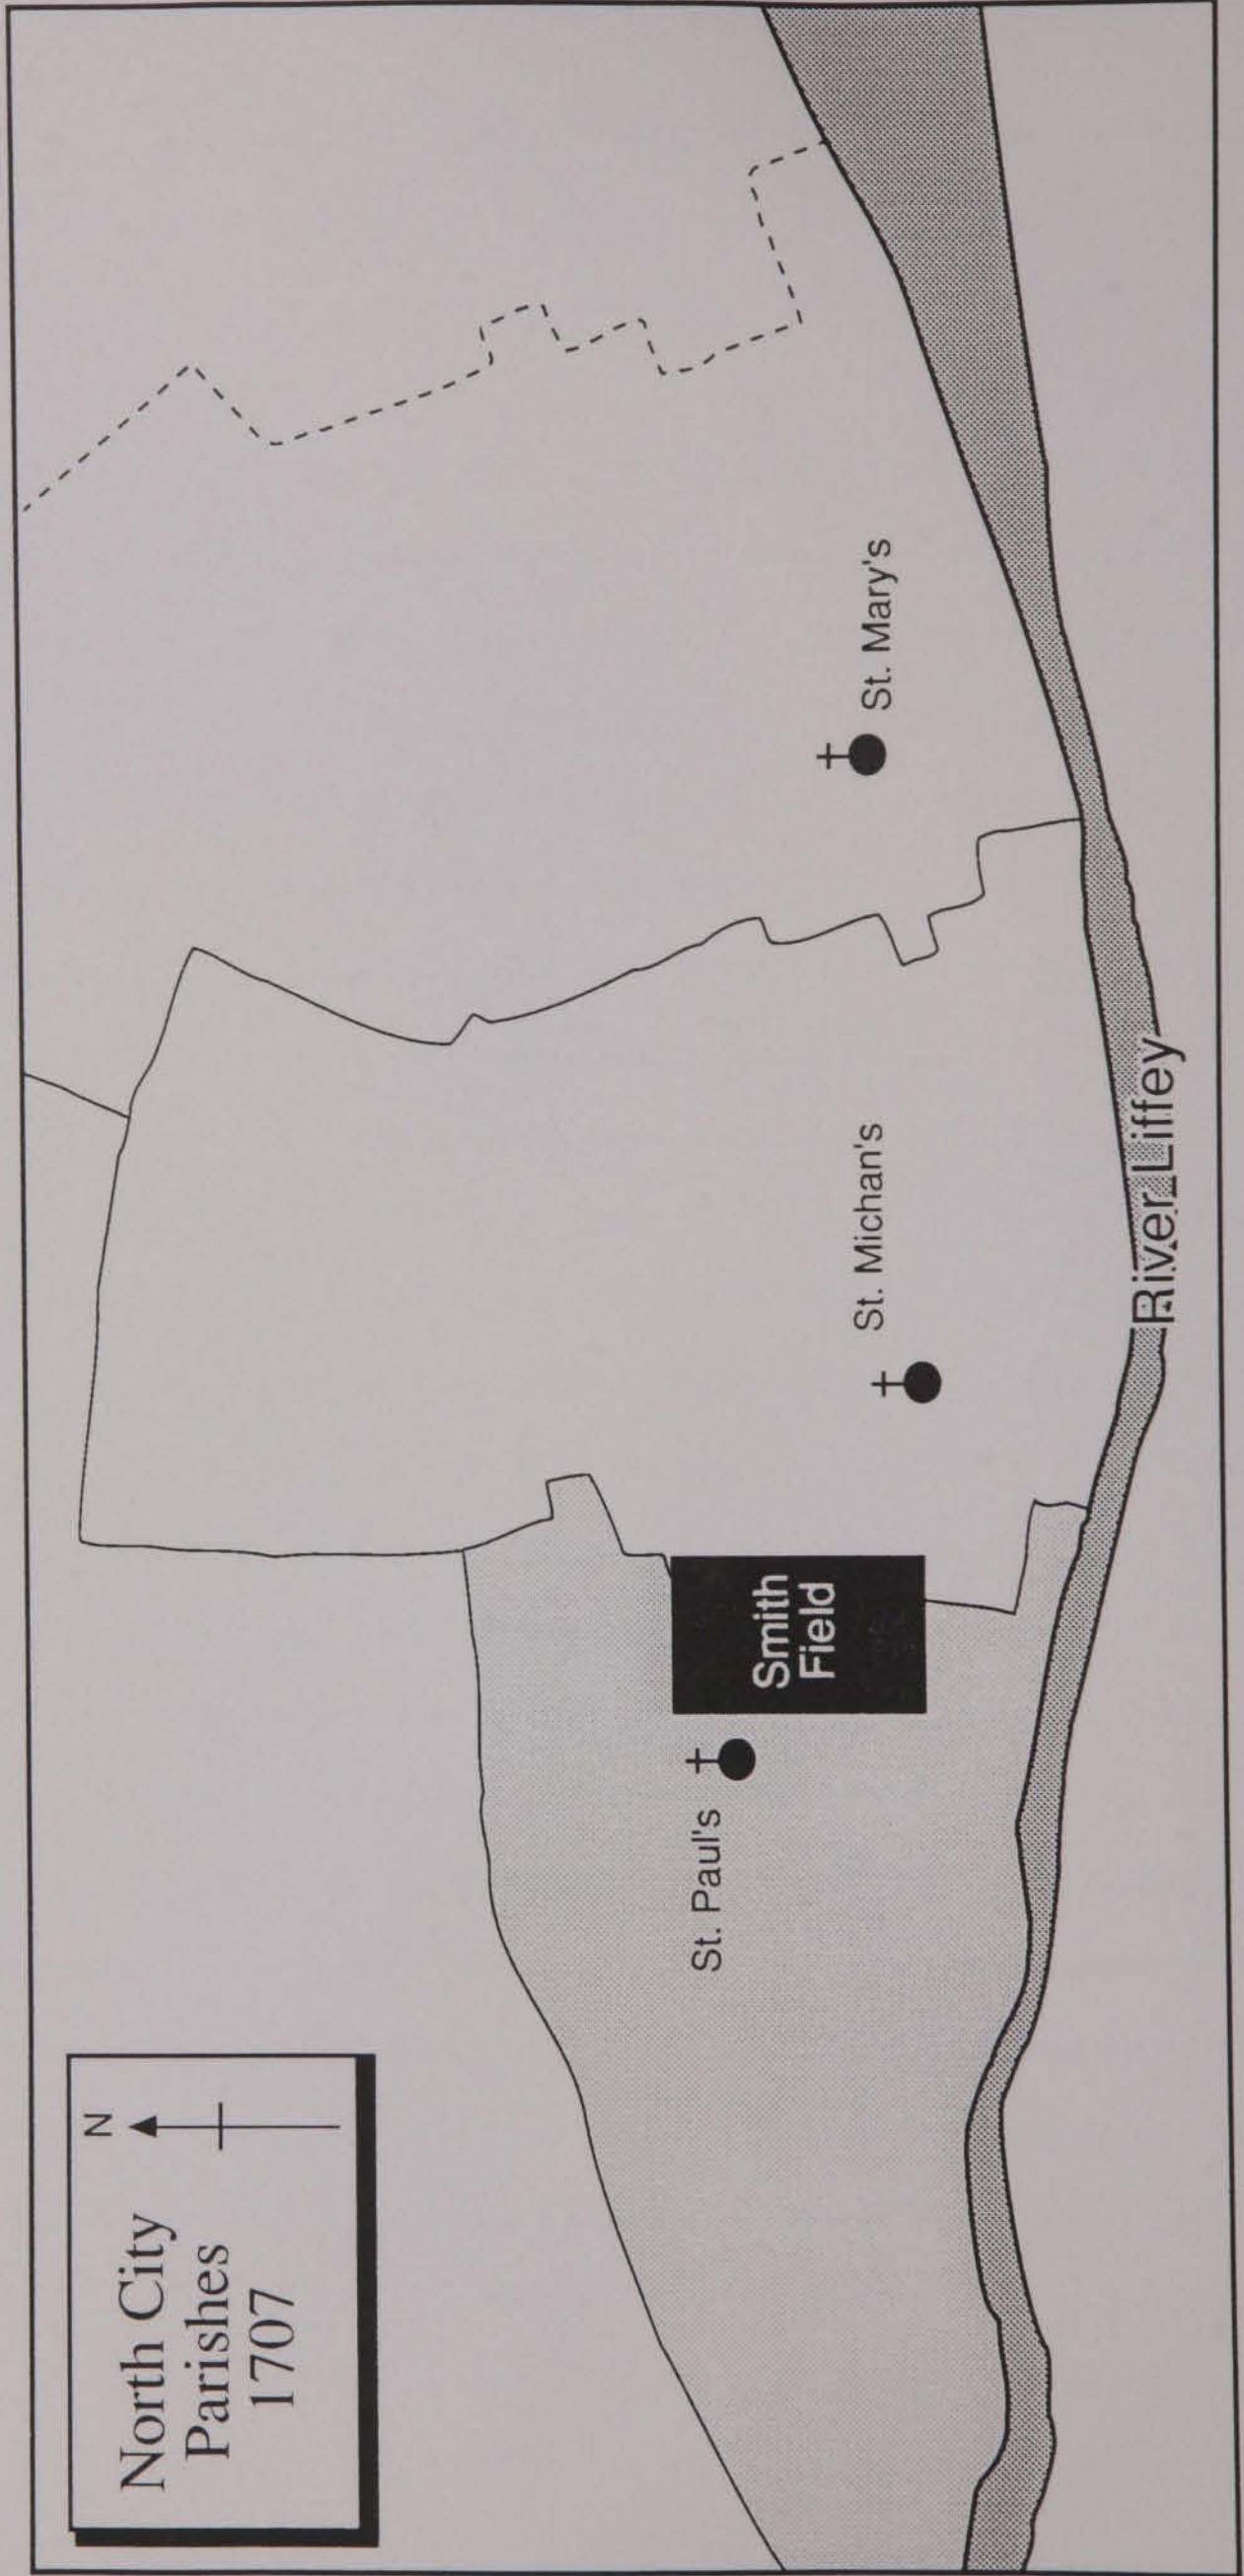 North City
Parishes
1707
N
St. Paul's
Smith
Field
St. Michan's
St. Mary's
River Liffey